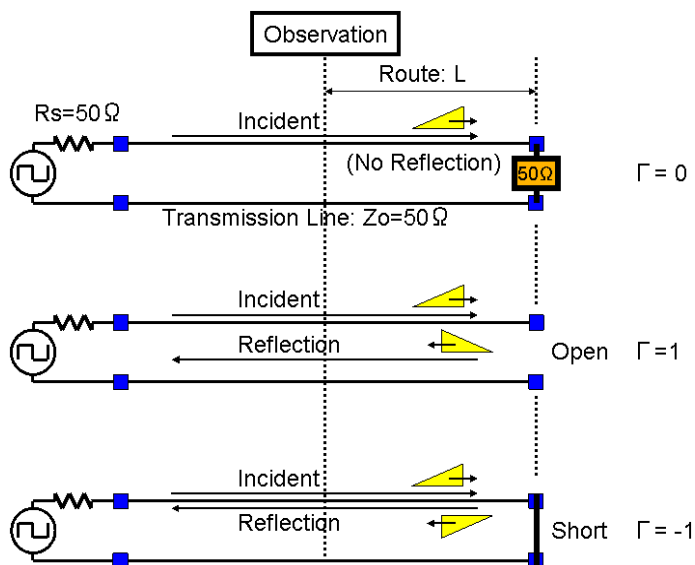 Observation
Route: L
Rs=50Ω
Incident
(No Reflection)
50Ω
Γ = 0
Transmission Line: Zo=50Ω
Incident
Reflection
Open
Γ =1
Incident
Reflection
Short
Γ = -1